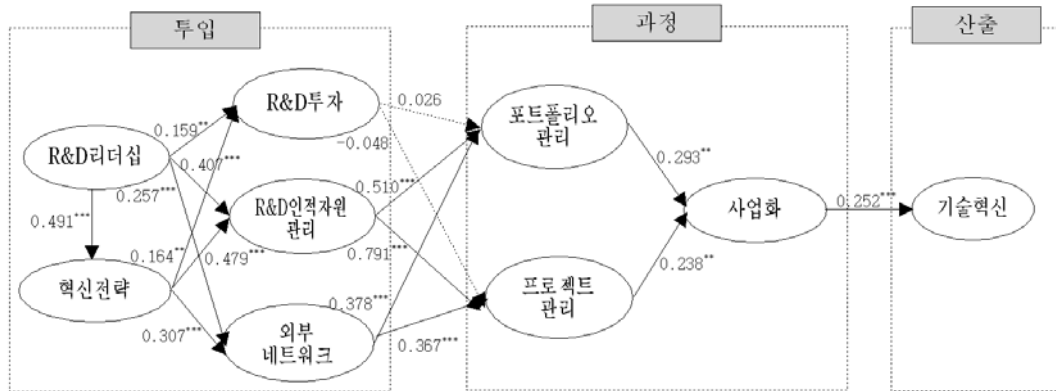 투입
과정
산출
R&D투자
0.026
포트폴리오
관리
0.159**
-0.048
R&D리더십
0.407***
0.293**
0.257***
0.510***
R&D인적자원
관리
사업화
0.252***
기술혁신
0.491***
0.164**
0.479***
0.791***
0.238**
혁신전략
프로젝트
관리
0.378***
0.307***
외부
네트워크
0.367***